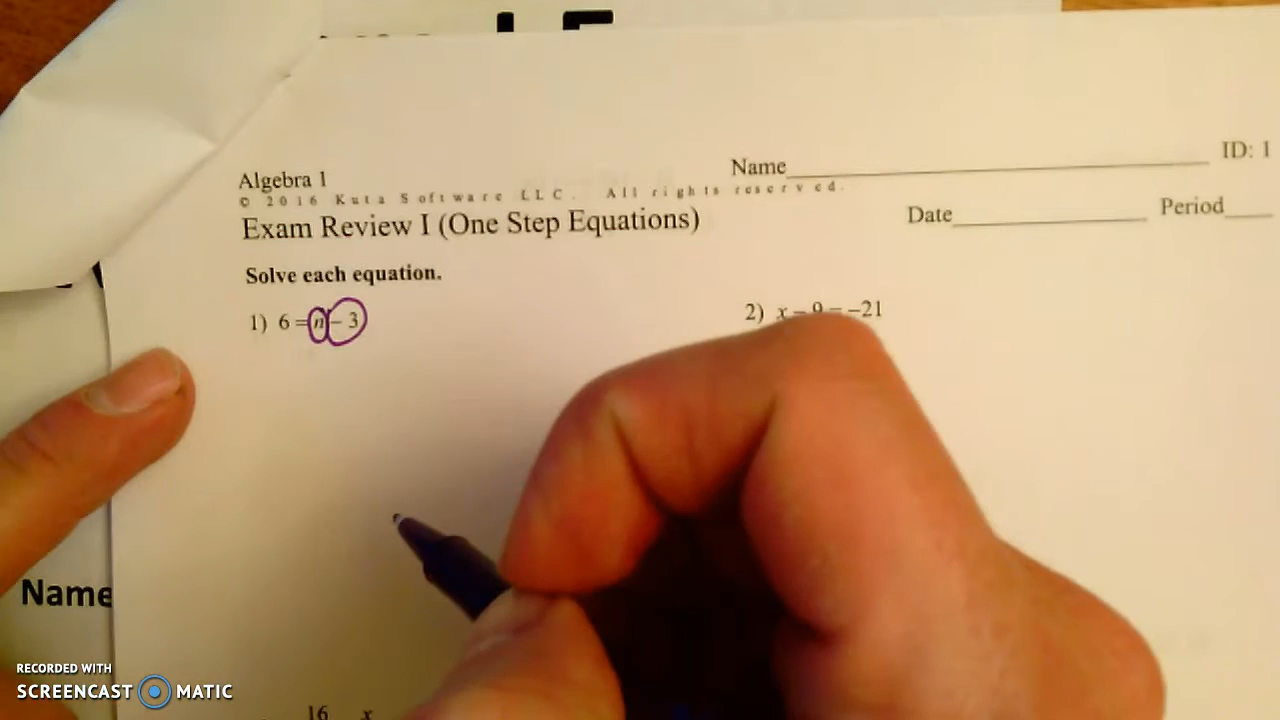 Algebra 1
Name
ID: 1
© 2016 Kuta Software LLC. All rights reserved.
Exam Review I (One Step Equations)
Date Period
Solve each equation.
1) 6 = n − 3
2) x − 9 = −21
Name
16 x
RECORDED WITH
SCREENCAST MATIC